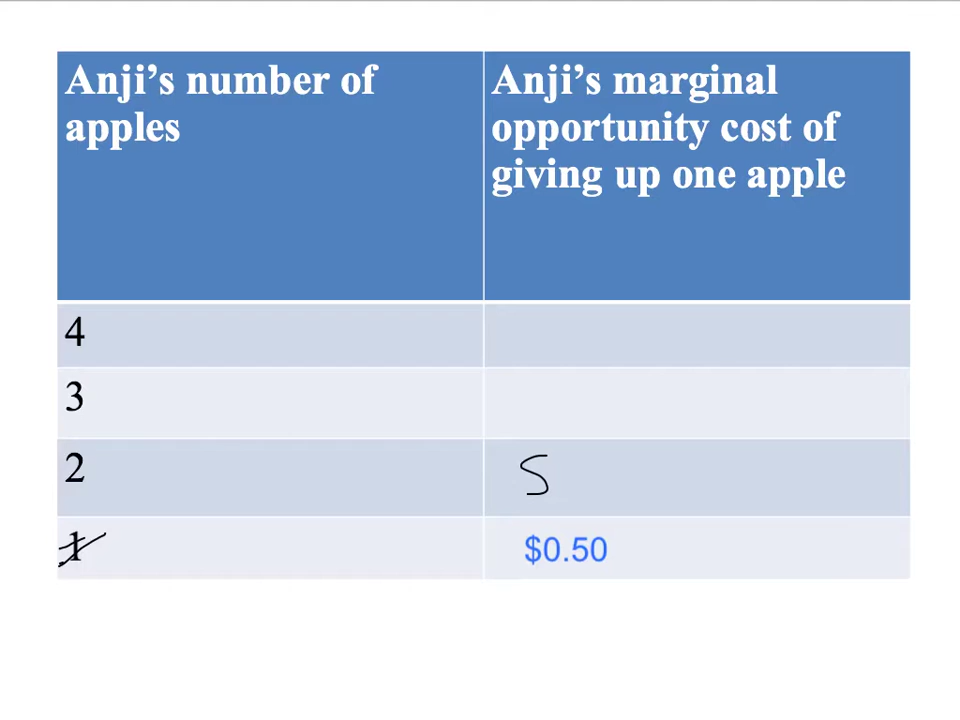 Anji's number of
apples
Anji's marginal
opportunity cost of
giving up one apple
4
3
2
S
1
$0.50